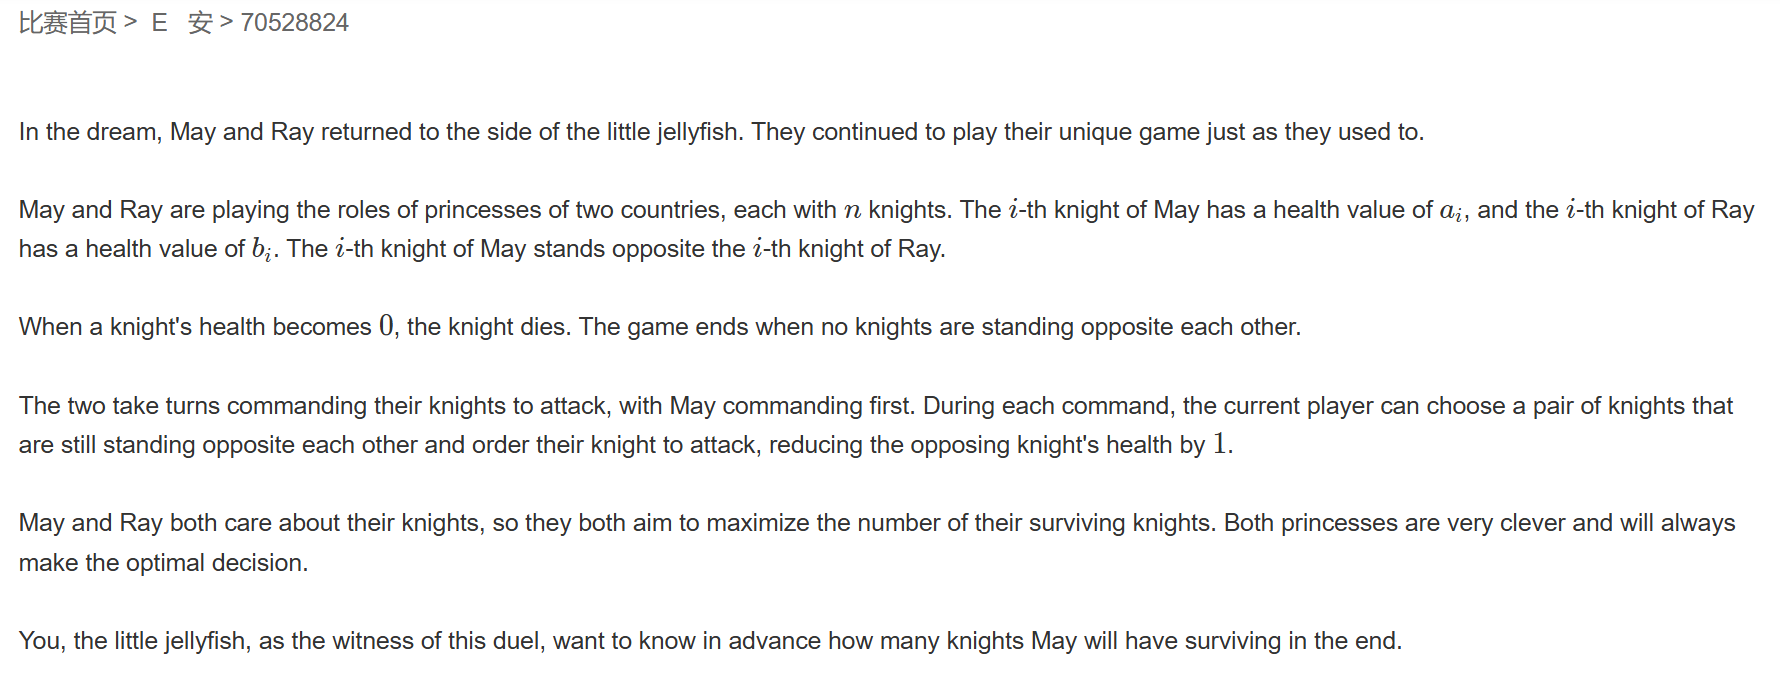 比赛首页 > E 安 > 70528824
In the dream, May and Ray returned to the side of the little jellyfish. They continued to play their unique game just as they used to.
May and Ray are playing the roles of princesses of two countries, each with n knights. The i-th knight of May has a health value of a_i, and the i-th knight of Ray
has a health value of b_i. The i-th knight of May stands opposite the i-th knight of Ray.
When a knight's health becomes 0, the knight dies. The game ends when no knights are standing opposite each other.
The two take turns commanding their knights to attack, with May commanding first. During each command, the current player can choose a pair of knights that
are still standing opposite each other and order their knight to attack, reducing the opposing knight's health by 1.
May and Ray both care about their knights, so they both aim to maximize the number of their surviving knights. Both princesses are very clever and will always
make the optimal decision.
You, the little jellyfish, as the witness of this duel, want to know in advance how many knights May will have surviving in the end.